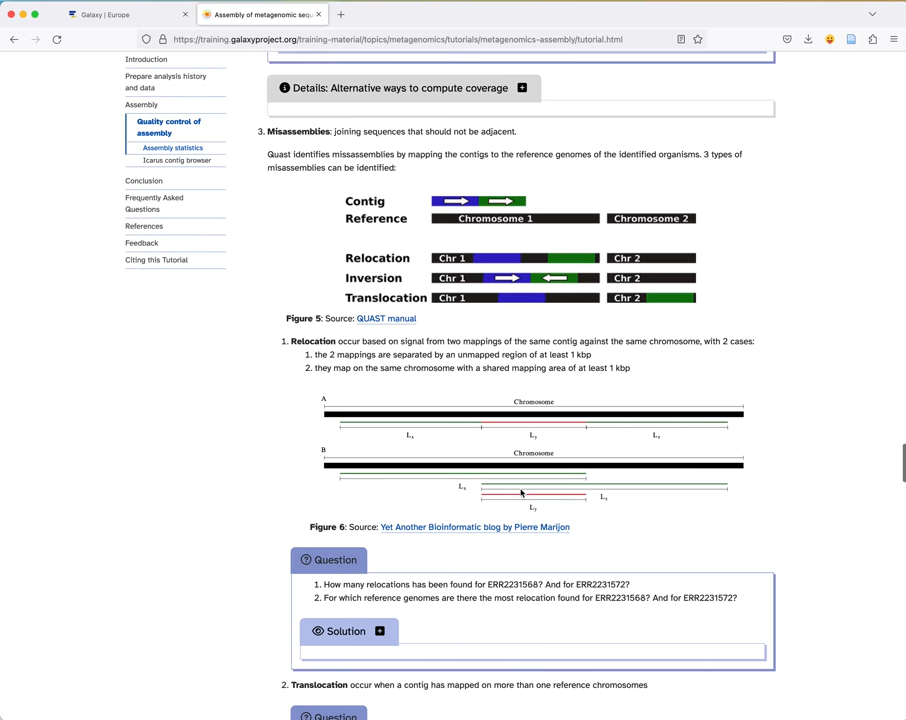 Galaxy | Europe
Assembly of metagenomic sequ
https://training.galaxyproject.org/training-material/topics/metagenomics/tutorials/metagenomics-assembly/tutorial.html
Introduction
Prepare analysis history
and data
Assembly
Quality control of
assembly
Assembly statistics
Icarus contig browser
Conclusion
Frequently Asked
Questions
References
Feedback
Citing this Tutorial
Details: Alternative ways to compute coverage
3. Misassemblies: joining sequences that should not be adjacent.
Quast identifies missassemblies by mapping the contigs to the reference genomes of the identified organisms. 3 types of
misassemblies can be identified:
Contig
Reference Chromosome 1 Chromosome 2
Relocation Chr 1 Chr 2
Inversion Chr 1 Chr 2
Translocation Chr 1 Chr 2
Figure 5: Source: QUAST manual
1. Relocation occur based on signal from two mappings of the same contig against the same chromosome, with 2 cases:
1. the 2 mappings are separated by an unmapped region of at least 1 kbp
2. they map on the same chromosome with a shared mapping area of at least 1 kbp
A
Chromosome
Lx Ly Lz
B
Chromosome
Lx Lz
Ly
Figure 6: Source: Yet Another Bioinformatic blog by Pierre Marijon
Question
1. How many relocations has been found for ERR2231568? And for ERR2231572?
2. For which reference genomes are there the most relocation found for ERR2231568? And for ERR2231572?
Solution
2. Translocation occur when a contig has mapped on more than one reference chromosomes
Question